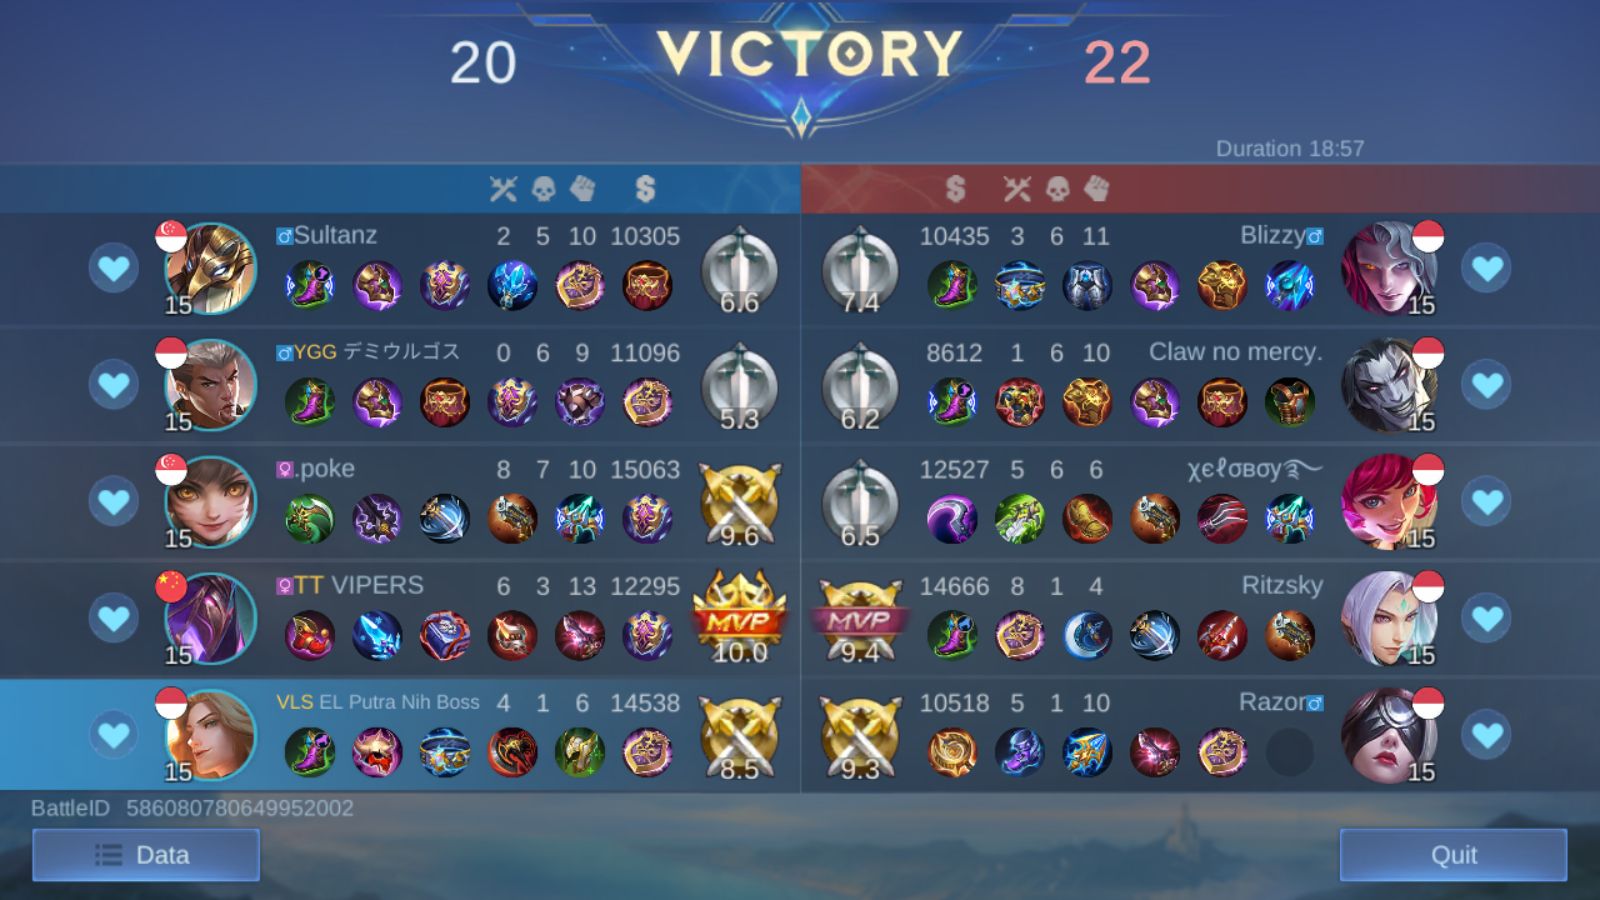 20 VICTORY 22
Duration 18:57
Sultanz 2 5 10 10305 6.6 15
7.4 10435 3 6 11 Blizzy 15
YGG デミウルゴス 0 6 9 11096 5.3 15
6.2 8612 1 6 10 Claw no mercy. 15
.poke 8 7 10 15063 9.6 15
6.5 12527 5 6 6 χєℓσвσу 15
TT VIPERS 6 3 13 12295 MVP 10.0 15
MVP 9.4 14666 8 1 4 Ritzsky 15
VLS EL Putra Nih Boss 4 1 6 14538 8.5 15
9.3 10518 5 1 10 Razor 15
BattleID 586080780649952002
Data
Quit